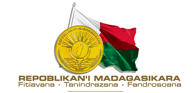 REPOBLIKAN'I MADAGASIKARA
Fitiavana - Tanindrazana - Fandrosoana